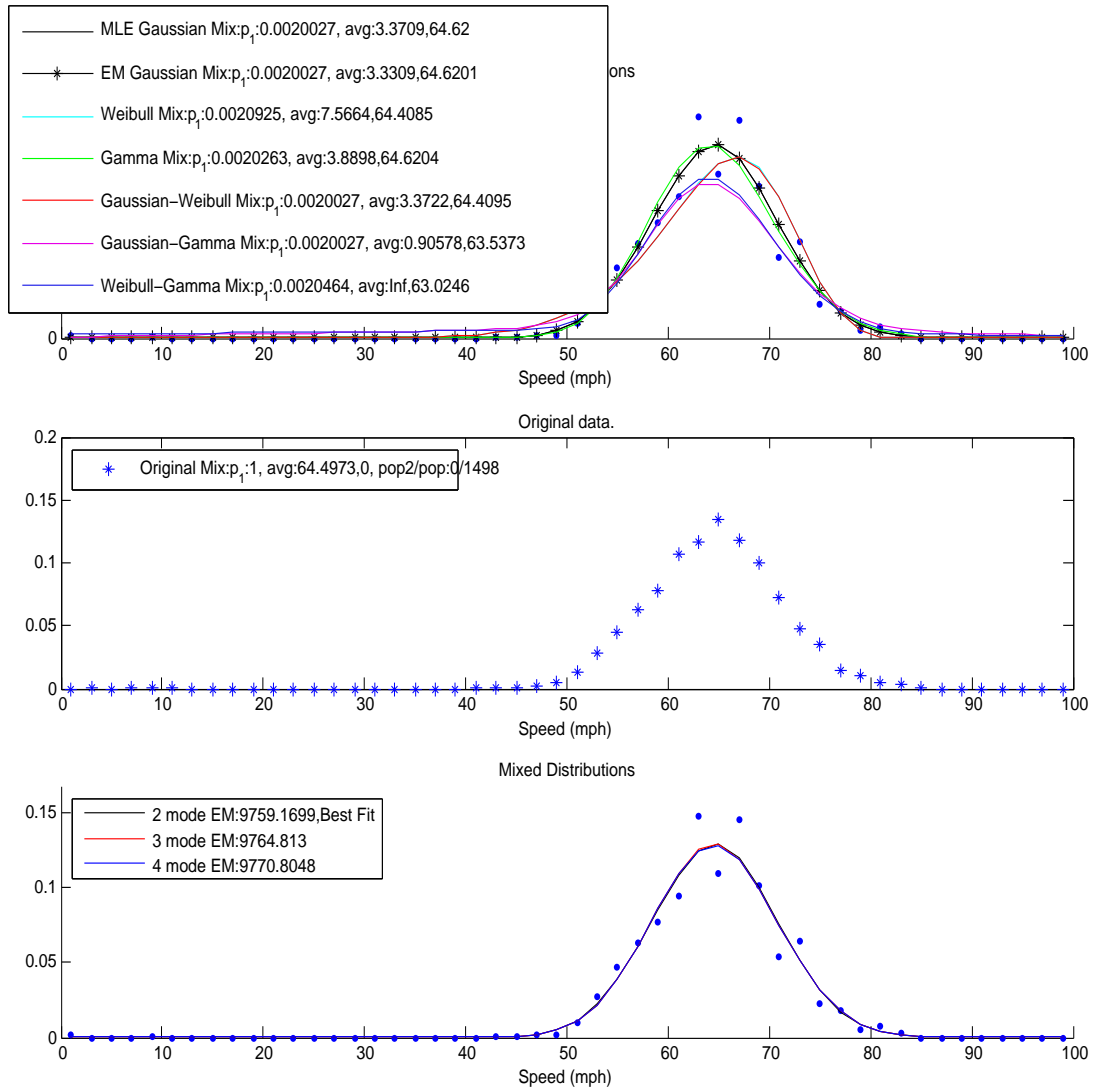 MLE Gaussian Mix:p1:0.0020027, avg:3.3709,64.62
EM Gaussian Mix:p1:0.0020027, avg:3.3309,64.6201
ons
Weibull Mix:p1:0.0020925, avg:7.5664,64.4085
Gamma Mix:p1:0.0020263, avg:3.8898,64.6204
Gaussian−Weibull Mix:p1:0.0020027, avg:3.3722,64.4095
Gaussian−Gamma Mix:p1:0.0020027, avg:0.90578,63.5373
Weibull−Gamma Mix:p1:0.0020464, avg:Inf,63.0246
0
0 10 20 30 40 50 60 70 80 90 100
Speed (mph)
Original data.
0.2
Original Mix:p1:1, avg:64.4973,0, pop2/pop:0/1498
0.15
0.1
0.05
0
0 10 20 30 40 50 60 70 80 90 100
Speed (mph)
Mixed Distributions
0.15
2 mode EM:9759.1699,Best Fit
3 mode EM:9764.813
4 mode EM:9770.8048
0.1
0.05
0
0 10 20 30 40 50 60 70 80 90 100
Speed (mph)